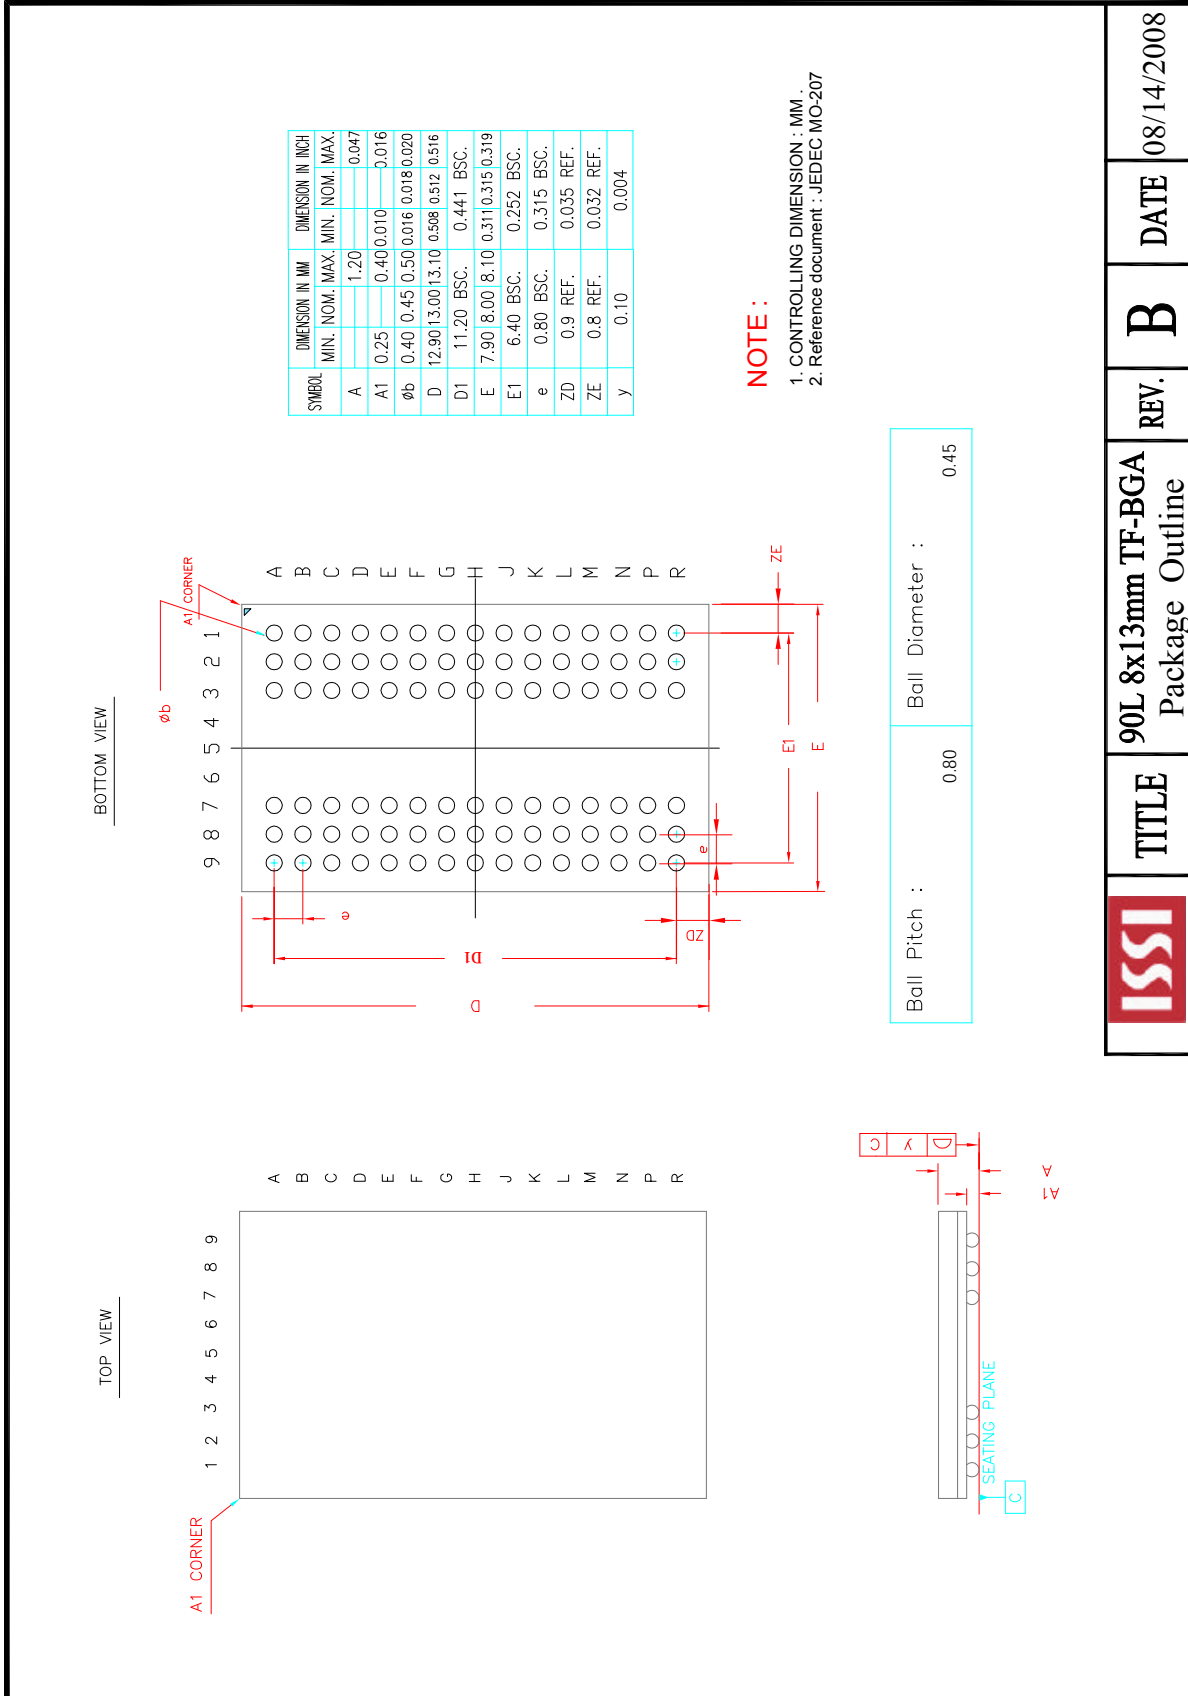 TOP VIEW
A1 CORNER
1 2 3 4 5 6 7 8 9
A
B
C
D
E
F
G
H
J
K
L
M
N
P
R
BOTTOM VIEW
øb
A1 CORNER
9 8 7 6 5 4 3 2 1
A
B
C
D
E
F
G
H
J
K
L
M
N
P
R
e
D1
D
ZD
e
E1
E
ZE
SYMBOL DIMENSION IN MM DIMENSION IN INCH
MIN. NOM. MAX. MIN. NOM. MAX.
A 1.20 0.047
A1 0.25 0.40 0.010 0.016
øb 0.40 0.45 0.50 0.016 0.018 0.020
D 12.90 13.00 13.10 0.508 0.512 0.516
D1 11.20 BSC. 0.441 BSC.
E 7.90 8.00 8.10 0.311 0.315 0.319
E1 6.40 BSC. 0.252 BSC.
e 0.80 BSC. 0.315 BSC.
ZD 0.9 REF. 0.035 REF.
ZE 0.8 REF. 0.032 REF.
y 0.10 0.004
NOTE :
1. CONTROLLING DIMENSION : MM .
2. Reference document : JEDEC MO-207
Ball Pitch : 0.80
Ball Diameter : 0.45
C y D
A
A1
SEATING PLANE
C
ISSI
TITLE
90L 8x13mm TF-BGA
Package Outline
REV.
B
DATE
08/14/2008